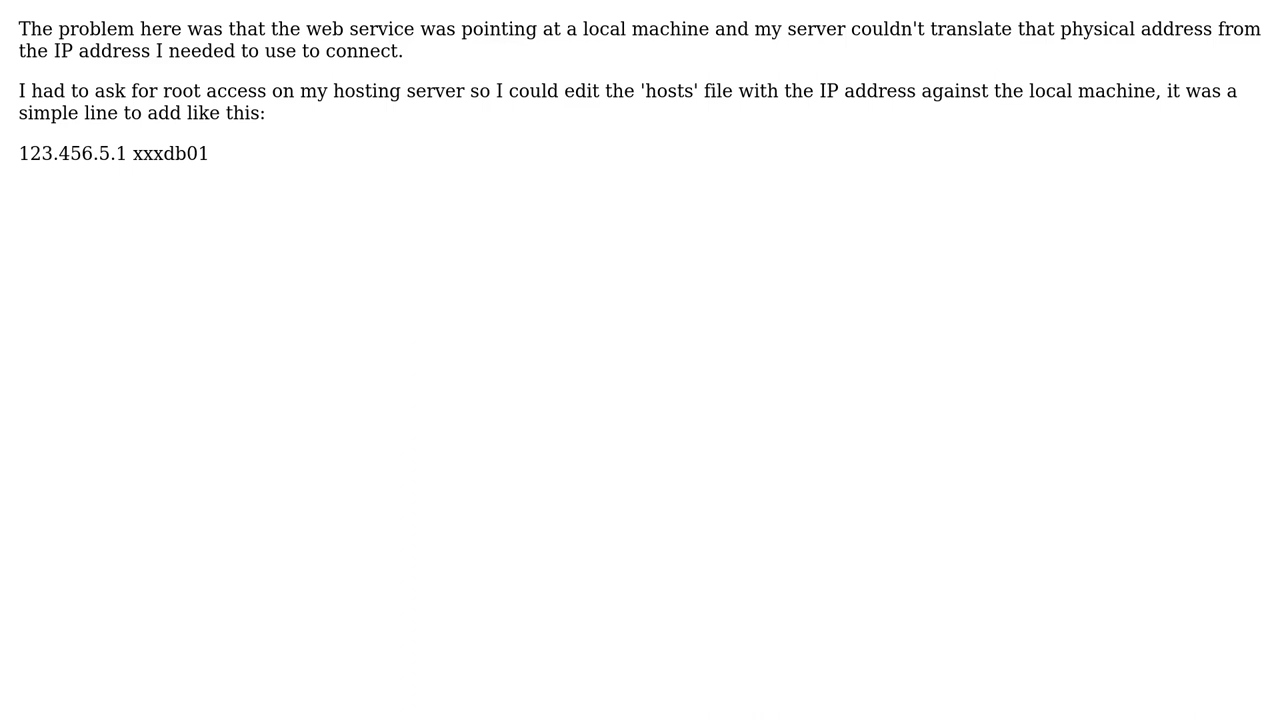 The problem here was that the web service was pointing at a local machine and my server couldn't translate that physical address from
the IP address I needed to use to connect.
I had to ask for root access on my hosting server so I could edit the 'hosts' file with the IP address against the local machine, it was a
simple line to add like this:
123.456.5.1 xxxdb01